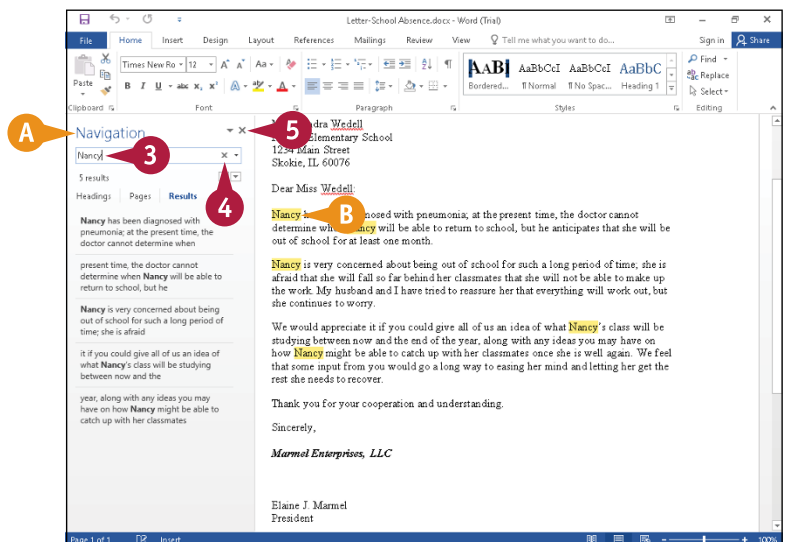 Letter-School Absence.docx - Word (Trial)
File Home Insert Design Layout References Mailings Review View Tell me what you want to do... Sign in Share
Times New Ro 12 A A Aa
Paste B I U abc x, x² A A
AaBb AaBbCcI AaBbCcI AaBbC
Bordered... ¶ Normal ¶ No Spac... Heading 1
Find
Replace
Select
Clipboard Font Paragraph Styles Editing
A
Navigation
5
Nancy
3
5 results
4
Headings Pages Results
Nancy has been diagnosed with
pneumonia; at the present time, the
doctor cannot determine when
present time, the doctor cannot
determine when Nancy will be able to
return to school, but he
Nancy is very concerned about being
out of school for such a long period of
time; she is afraid
it if you could give all of us an idea of
what Nancy's class will be studying
between now and the
year, along with any ideas you may
have on how Nancy might be able to
catch up with her classmates
dra Wedell
Elementary School
1234 Main Street
Skokie, IL 60076
Dear Miss Wedell:
Nancy B nosed with pneumonia; at the present time, the doctor cannot
determine wh Nancy will be able to return to school, but he anticipates that she will be
out of school for at least one month.
Nancy is very concerned about being out of school for such a long period of time; she is
afraid that she will fall so far behind her classmates that she will not be able to make up
the work. My husband and I have tried to reassure her that everything will work out, but
she continues to worry.
We would appreciate it if you could give all of us an idea of what Nancy's class will be
studying between now and the end of the year, along with any ideas you may have on
how Nancy might be able to catch up with her classmates once she is well again. We feel
that some input from you would go a long way to easing her mind and letting her get the
rest she needs to recover.
Thank you for your cooperation and understanding.
Sincerely,
Marmel Enterprises, LLC
Elaine J. Marmel
President
Page 1 of 1 Insert 100%